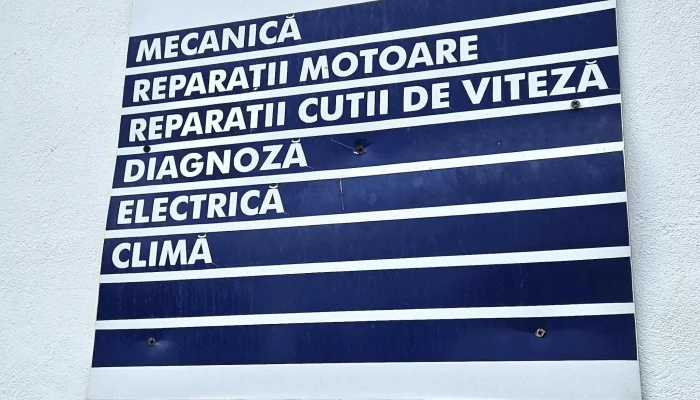 MECANICĂ
REPARAȚII MOTOARE
REPARATII CUTII DE VITEZĂ
DIAGNOZĂ
ELECTRICĂ
CLIMĂ